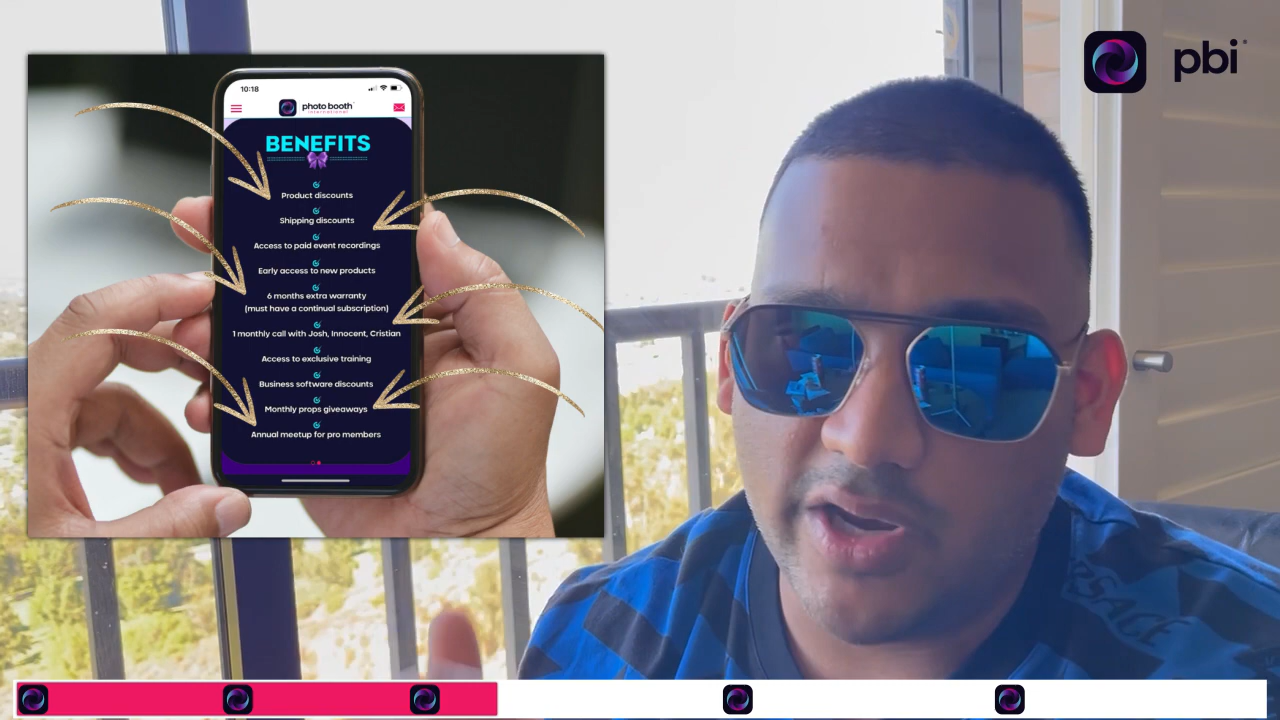 10:18
photo booth
international
BENEFITS
Product discounts
Shipping discounts
Access to paid event recordings
Early access to new products
6 months extra warranty
(must have a continual subscription)
1 monthly call with Josh, Innocent, Cristian
Access to exclusive training
Business software discounts
Monthly props giveaways
Annual meetup for pro members
pbi
VERSACE